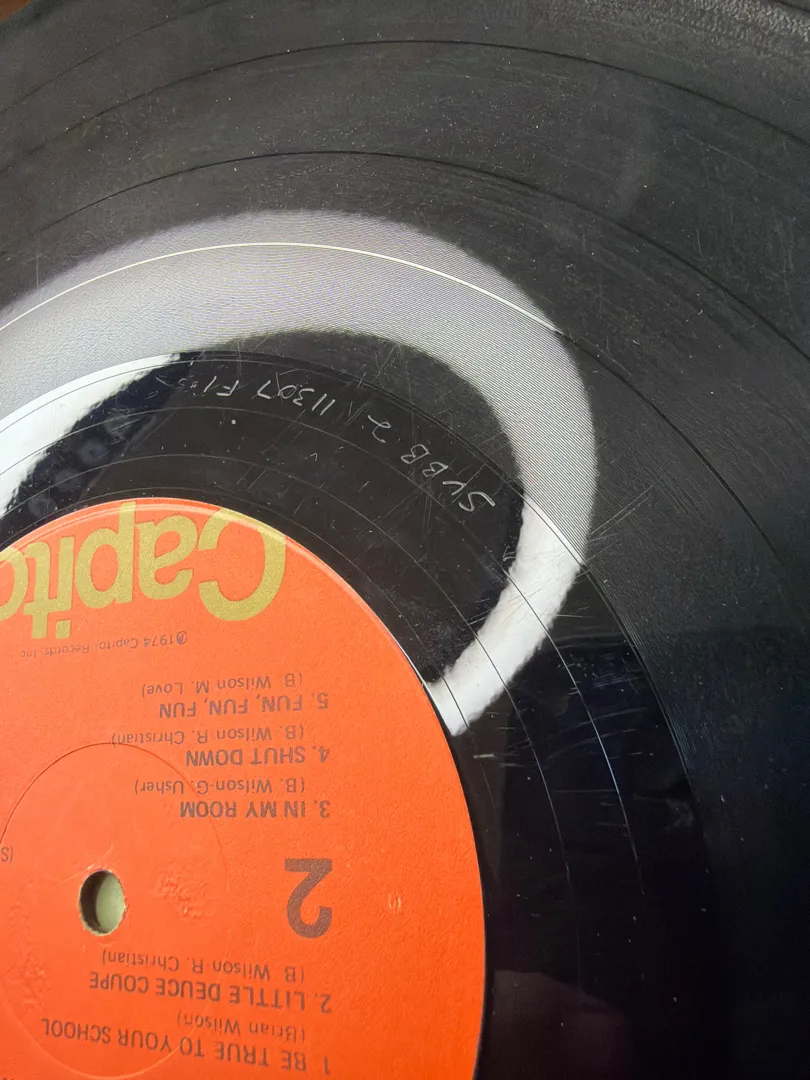 SVBB 2 11307 F1
Capito
℗1974 Capitol Records, Inc.
2
1. BE TRUE TO YOUR SCHOOL
(Brian Wilson)
2. LITTLE DEUCE COUPE
(B. Wilson-R. Christian)
3. IN MY ROOM
(B. Wilson-G. Usher)
4. SHUT DOWN
(B. Wilson R. Christian)
5. FUN, FUN, FUN
(B. Wilson M. Love)
(S